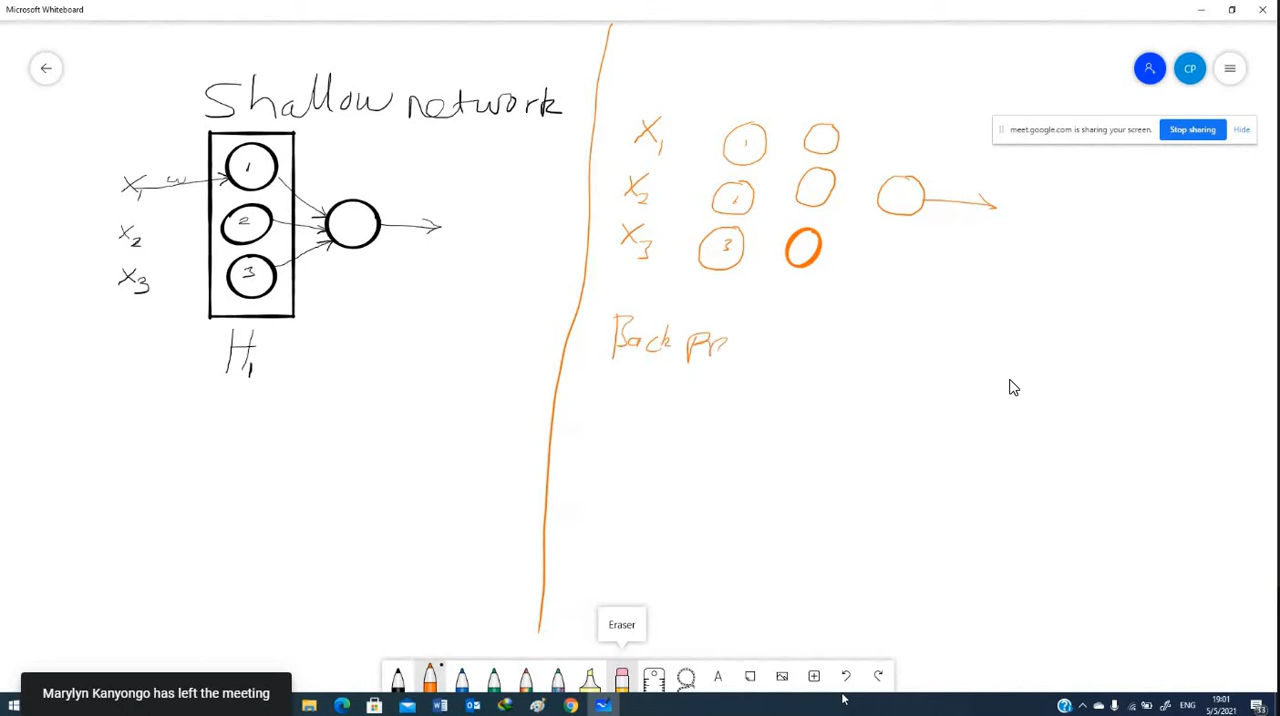 Microsoft Whiteboard
Shallow network
CP
meet.google.com is sharing your screen. Stop sharing Hide
X1 w 1
X2 2
X3 3
H1
X1 1
X2 1
X3 3
Back pr
Eraser
A
Marylyn Kanyongo has left the meeting
ENG
19:01
5/5/2021
33